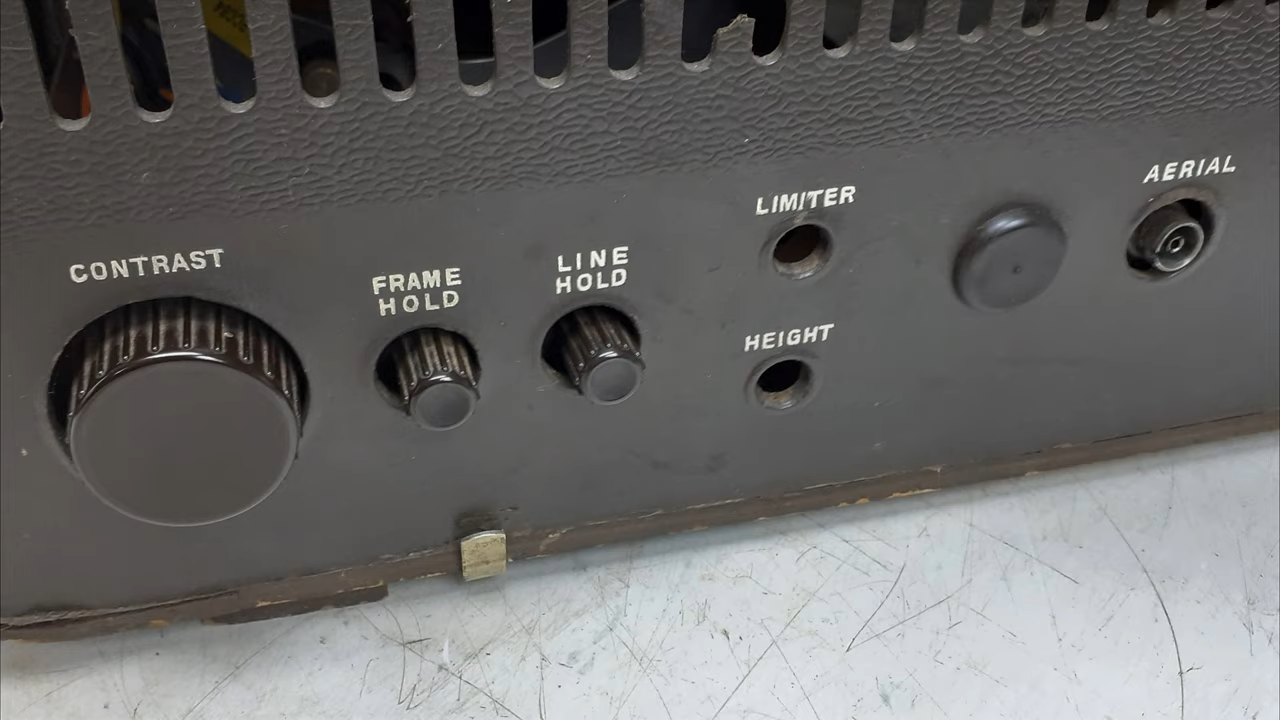 CONTRAST
FRAME
HOLD
LINE
HOLD
LIMITER
HEIGHT
AERIAL